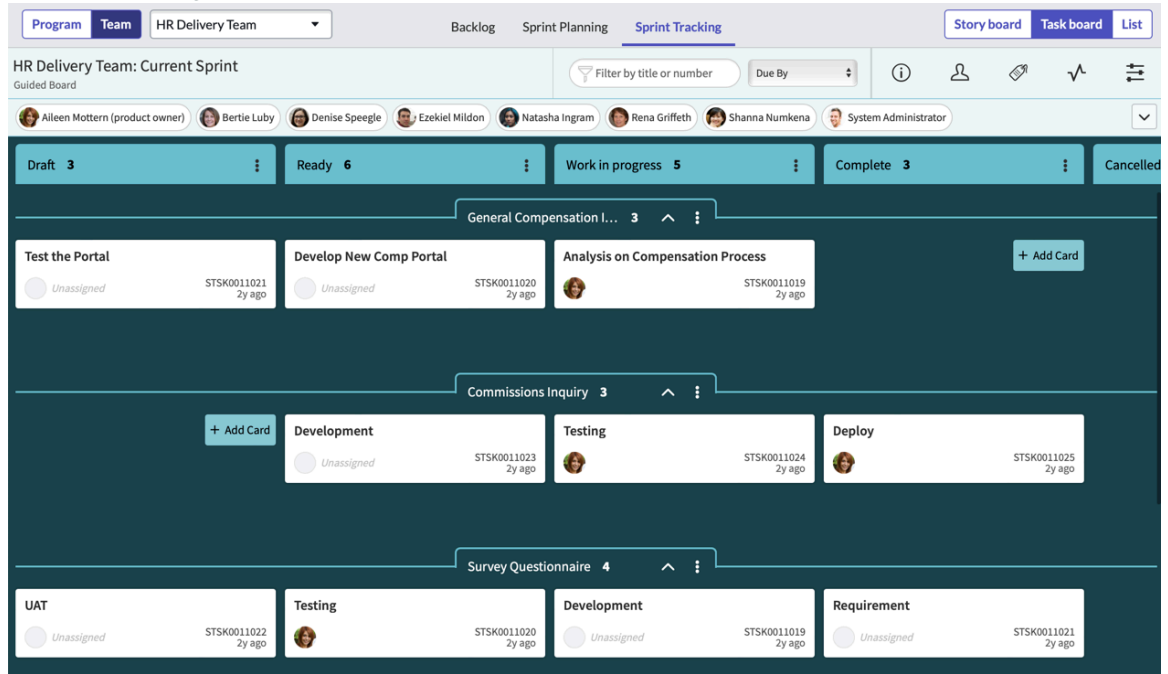 Program Team HR Delivery Team Backlog Sprint Planning Sprint Tracking Story board Task board List
HR Delivery Team: Current Sprint
Guided Board
Filter by title or number Due By
Aileen Mottern (product owner) Bertie Luby Denise Speegle Ezekiel Mildon Natasha Ingram Rena Griffeth Shanna Numkena System Administrator
Draft 3 Ready 6 Work in progress 5 Complete 3 Cancelled
General Compensation I... 3
Test the Portal Develop New Comp Portal Analysis on Compensation Process + Add Card
Unassigned STSK0011021 Unassigned STSK0011020 STSK0011019
2y ago 2y ago 2y ago
Commissions Inquiry 3
+ Add Card Development Testing Deploy
Unassigned STSK0011023 STSK0011024 STSK0011025
2y ago 2y ago 2y ago
Survey Questionnaire 4
UAT Testing Development Requirement
Unassigned STSK0011022 STSK0011020 Unassigned STSK0011019 Unassigned STSK0011021
2y ago 2y ago 2y ago 2y ago